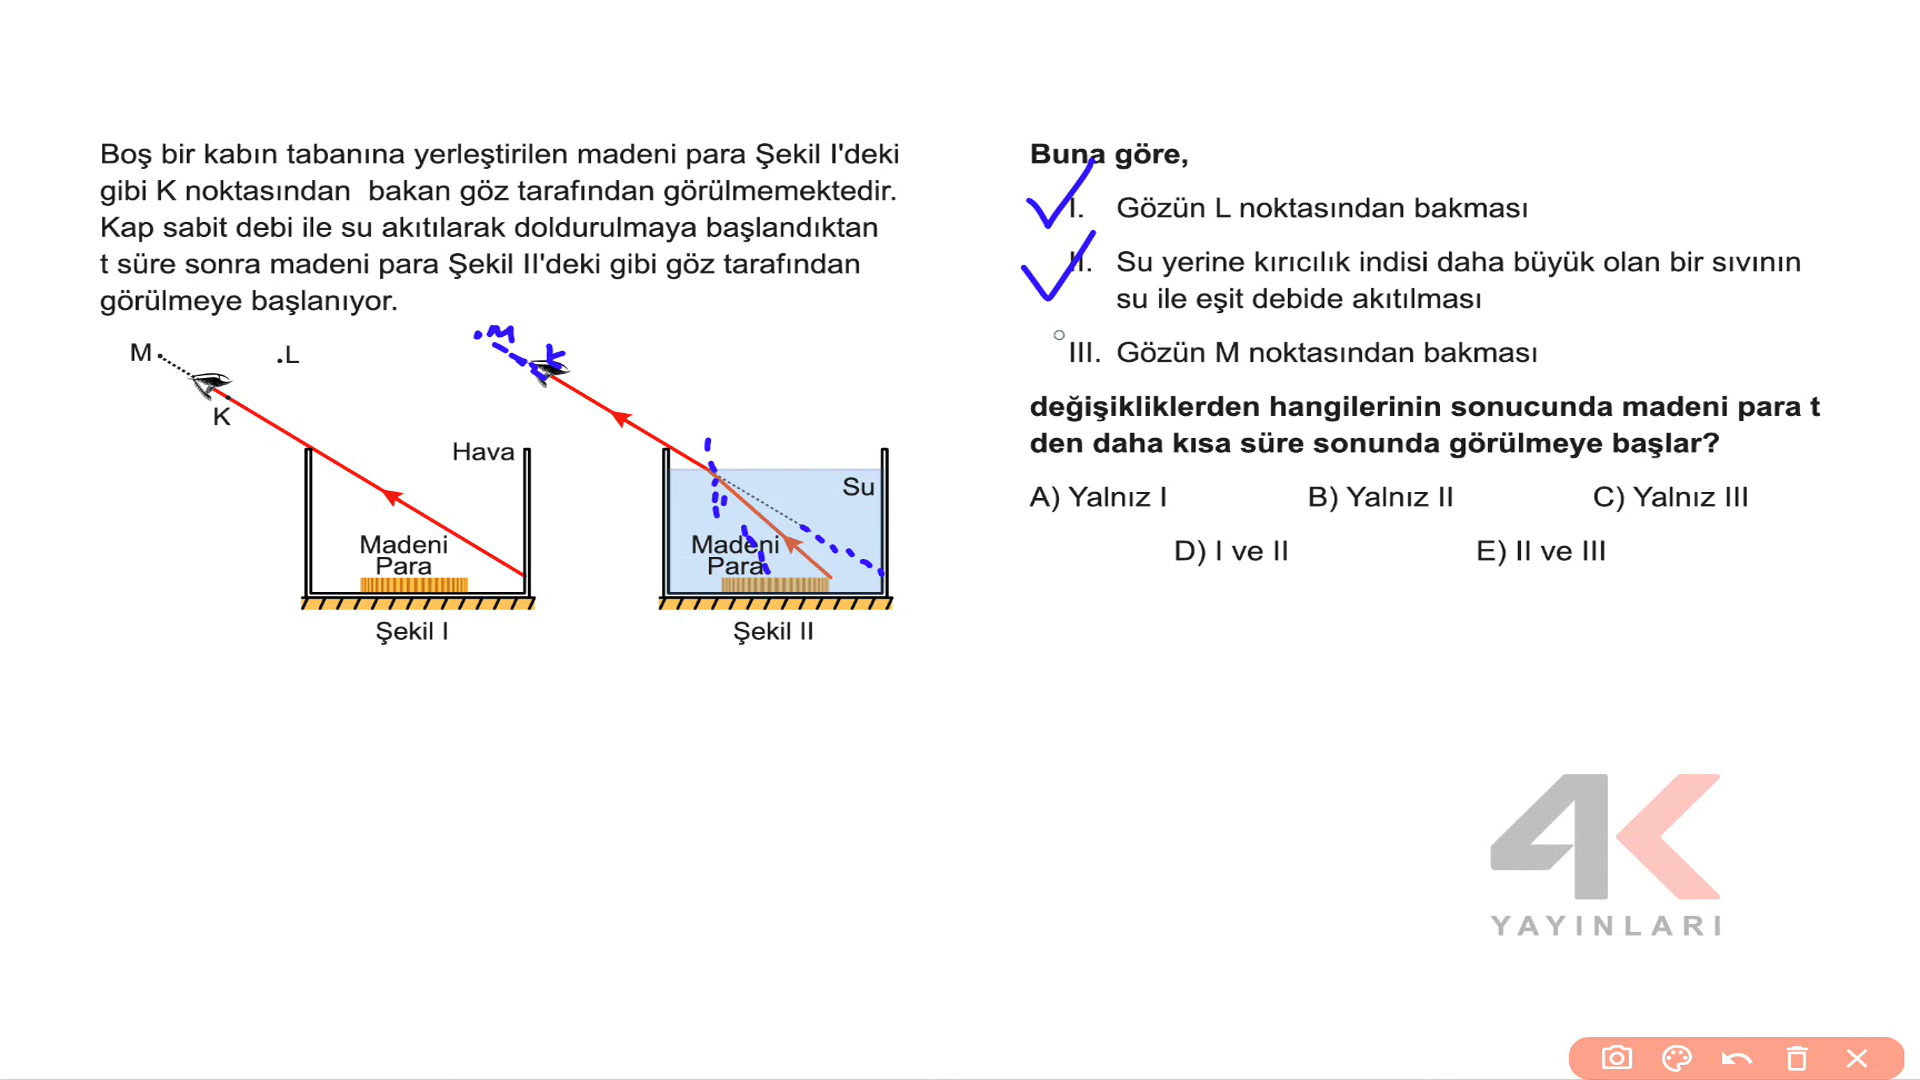 Boş bir kabın tabanına yerleştirilen madeni para Şekil I'deki
gibi K noktasından bakan göz tarafından görülmemektedir.
Kap sabit debi ile su akıtılarak doldurulmaya başlandıktan
t süre sonra madeni para Şekil II'deki gibi göz tarafından
görülmeye başlanıyor.
M
.L
K
Hava
Madeni
Para
Şekil I
M
K
Su
Madeni
Para
Şekil II
Buna göre,
I. Gözün L noktasından bakması
II. Su yerine kırıcılık indisi daha büyük olan bir sıvının
su ile eşit debide akıtılması
III. Gözün M noktasından bakması
değişikliklerden hangilerinin sonucunda madeni para t
den daha kısa süre sonunda görülmeye başlar?
A) Yalnız I B) Yalnız II C) Yalnız III
D) I ve II E) II ve III
4K
YAYINLARI